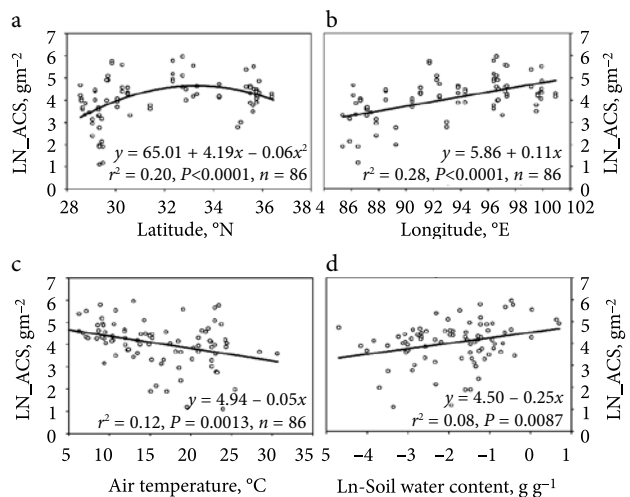 a
b
7
6
5
4
3
2
1
0
LN_ACS, gm⁻²
y = 65.01 + 4.19x − 0.06x²
r² = 0.20, P<0.0001, n = 86
28 30 32 34 36 38
Latitude, °N
y = 5.86 + 0.11x
r² = 0.28, P<0.0001, n = 86
86 88 90 92 94 96 98 100 102
Longitude, °E
7
6
5
4
3
2
1
0
LN_ACS, gm⁻²
c
d
7
6
5
4
3
2
1
0
LN_ACS, gm⁻²
y = 4.94 − 0.05x
r² = 0.12, P = 0.0013, n = 86
5 10 15 20 25 30 35
Air temperature, °C
y = 4.50 − 0.25x
r² = 0.08, P = 0.0087
−5 −4 −3 −2 −1 0 1
Ln-Soil water content, g g⁻¹
7
6
5
4
3
2
1
0
LN_ACS, gm⁻²